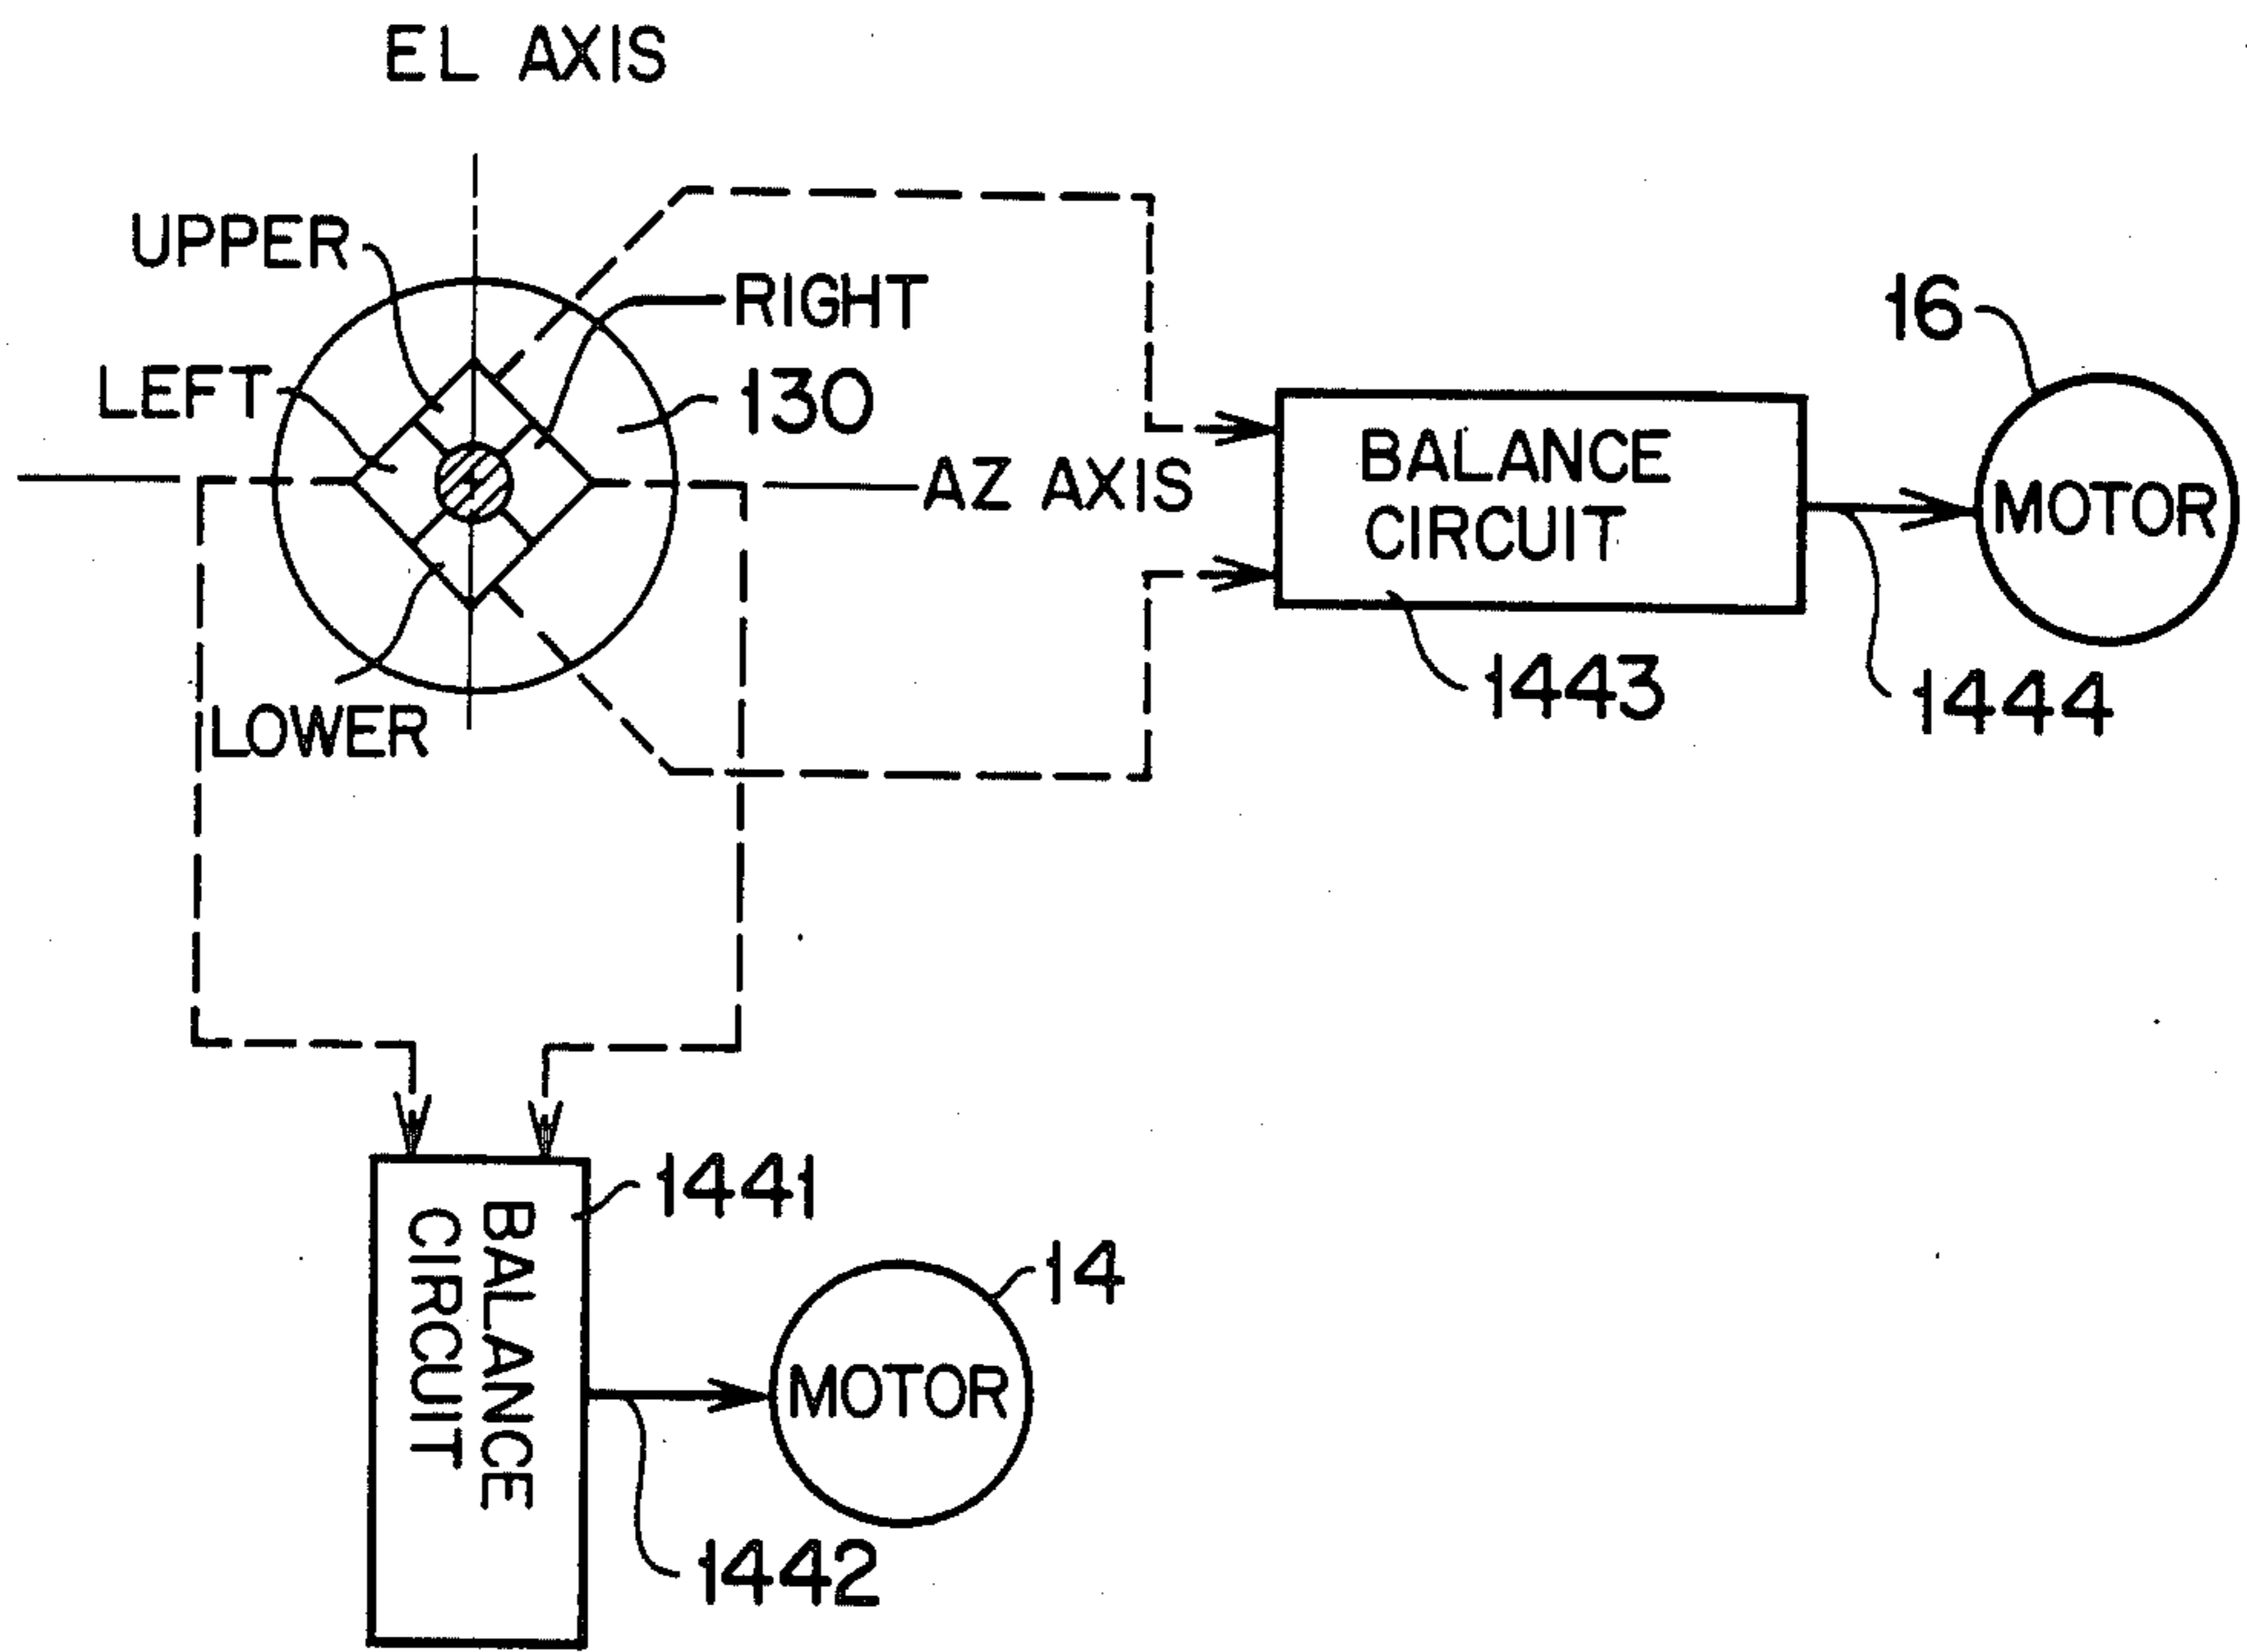 EL AXIS
UPPER
RIGHT
LEFT
130
16
AZ AXIS
BALANCE
CIRCUIT
MOTOR
1443
1444
LOWER
1441
BALANCE
CIRCUIT
14
MOTOR
1442